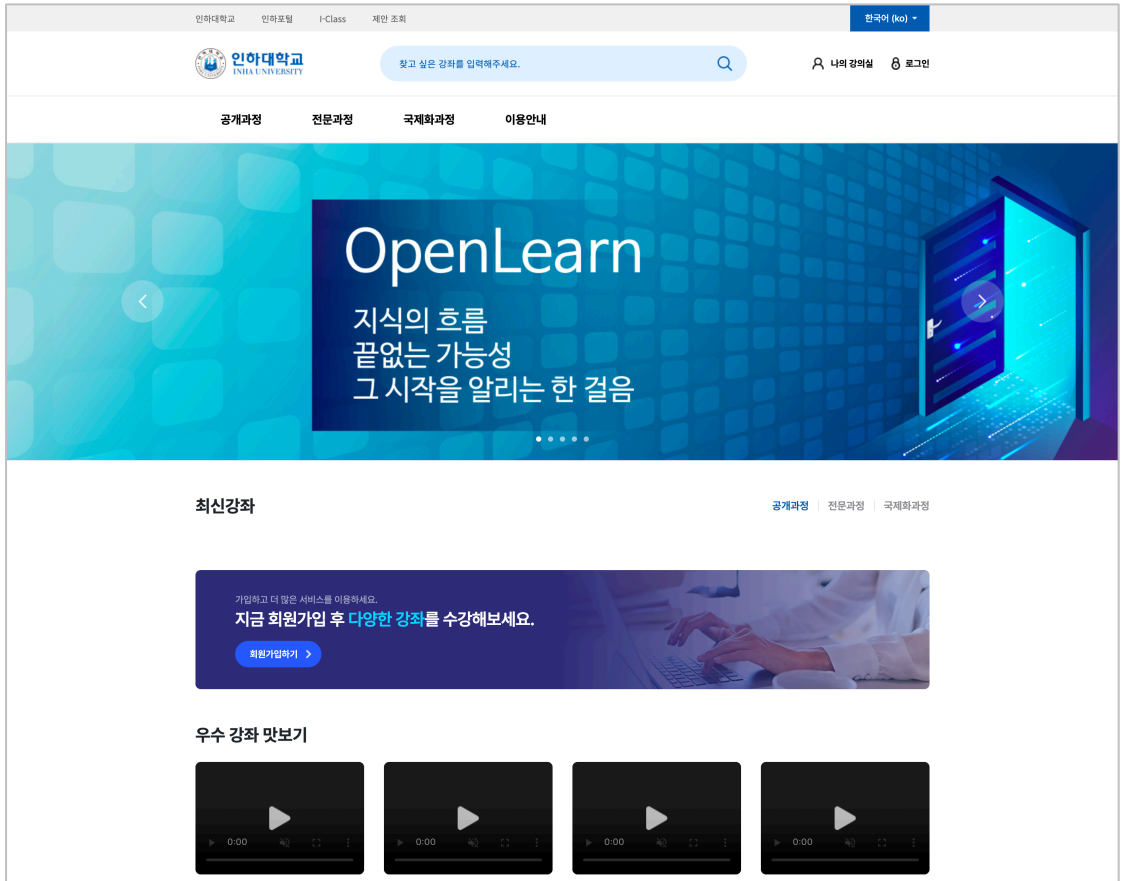 인하대학교 인하포털 I-Class 제안 조회 한국어 (ko)
인하대학교
INHA UNIVERSITY
찾고 싶은 강좌를 입력해주세요.
나의 강의실 로그인
공개과정 전문과정 국제화과정 이용안내
OpenLearn
지식의 흐름
끝없는 가능성
그 시작을 알리는 한 걸음
최신강좌
공개과정 전문과정 국제화과정
가입하고 더 많은 서비스를 이용하세요.
지금 회원가입 후 다양한 강좌를 수강해보세요.
회원가입하기
우수 강좌 맛보기
0:00 0:00 0:00 0:00